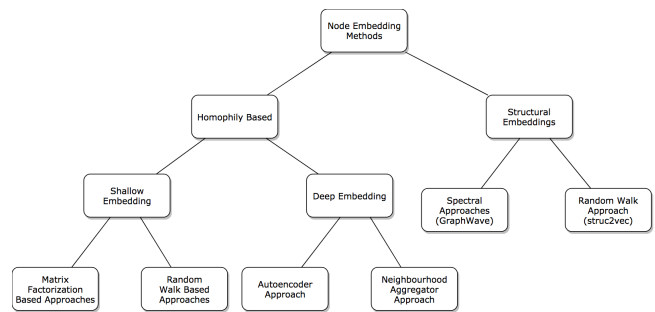 Node Embedding
Methods
Homophily Based
Structural
Embeddings
Shallow
Embedding
Deep Embedding
Spectral
Approaches
(GraphWave)
Random Walk
Approach
(struc2vec)
Matrix
Factorization
Based Approaches
Random
Walk Based
Approaches
Autoencoder
Approach
Neighbourhood
Aggregator
Approach